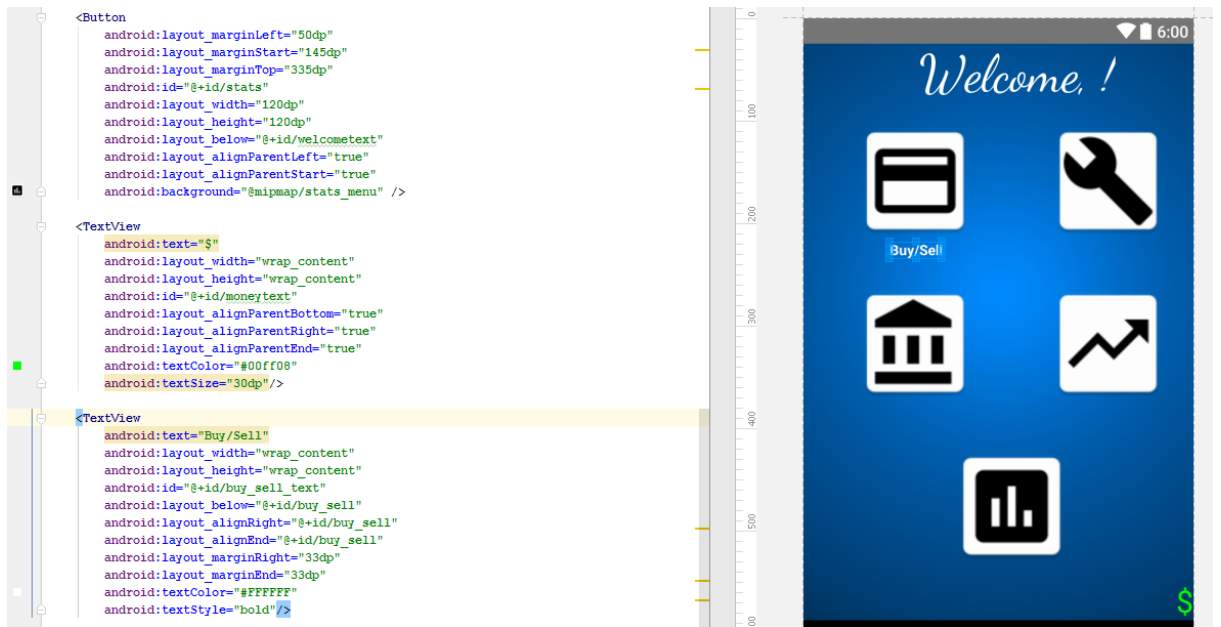 <Button
android:layout_marginLeft="50dp"
android:layout_marginStart="145dp"
android:layout_marginTop="335dp"
android:id="@+id/stats"
android:layout_width="120dp"
android:layout_height="120dp"
android:layout_below="@+id/welcometext"
android:layout_alignParentLeft="true"
android:layout_alignParentStart="true"
android:background="@mipmap/stats_menu" />
<TextView
android:text="$"
android:layout_width="wrap_content"
android:layout_height="wrap_content"
android:id="@+id/moneytext"
android:layout_alignParentBottom="true"
android:layout_alignParentRight="true"
android:layout_alignParentEnd="true"
android:textColor="#00ff08"
android:textSize="30dp"/>
<TextView
android:text="Buy/Sell"
android:layout_width="wrap_content"
android:layout_height="wrap_content"
android:id="@+id/buy_sell_text"
android:layout_below="@+id/buy_sell"
android:layout_alignRight="@+id/buy_sell"
android:layout_alignEnd="@+id/buy_sell"
android:layout_marginRight="33dp"
android:layout_marginEnd="33dp"
android:textColor="#FFFFFF"
android:textStyle="bold"/>
0
100
200
300
400
500
6:00
Welcome, !
Buy/Sell
$